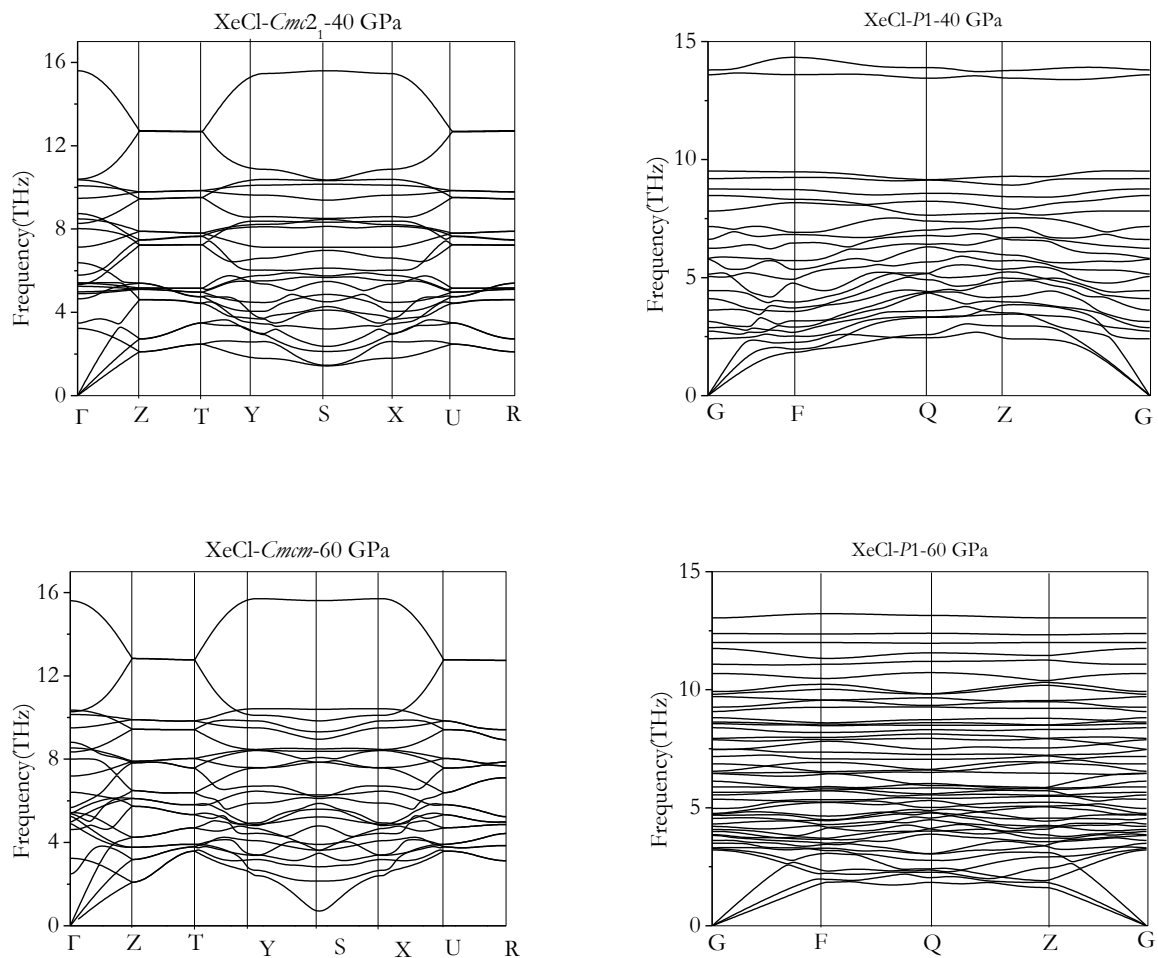 XeCl-Cmc2₁-40 GPa
16
12
8
4
0
Frequency(THz)
Γ Z T Y S X U R
XeCl-P1-40 GPa
15
10
5
0
Frequency(THz)
G F Q Z G
XeCl-Cmcm-60 GPa
16
12
8
4
0
Frequency(THz)
Γ Z T Y S X U R
XeCl-P1-60 GPa
15
10
5
0
Frequency(THz)
G F Q Z G